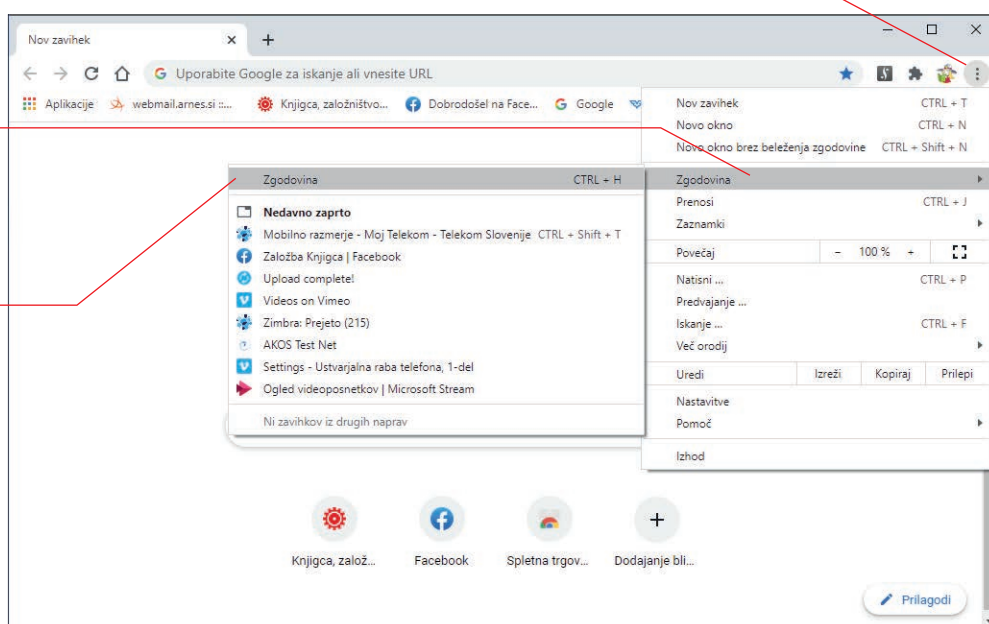 Nov zavihek
Uporabite Google za iskanje ali vnesite URL
Aplikacije webmail.arnes.si ::... Knjigca, založništvo... Dobrodošel na Face... Google
Nov zavihek CTRL + T
Novo okno CTRL + N
Novo okno brez beleženja zgodovine CTRL + Shift + N
Zgodovina
Prenosi CTRL + J
Zaznamki
Povečaj - 100 % +
Natisni ... CTRL + P
Predvajanje ...
Iskanje ... CTRL + F
Več orodij
Uredi Izreži Kopiraj Prilepi
Nastavitve
Pomoč
Izhod
Zgodovina CTRL + H
Nedavno zaprto
Mobilno razmerje - Moj Telekom - Telekom Slovenije CTRL + Shift + T
Založba Knjigca | Facebook
Upload complete!
Videos on Vimeo
Zimbra: Prejeto (215)
AKOS Test Net
Settings - Ustvarjalna raba telefona, 1-del
Ogled videoposnetkov | Microsoft Stream
Ni zavihkov iz drugih naprav
Knjigca, založ... Facebook Spletna trgov... Dodajanje bli...
Prilagodi